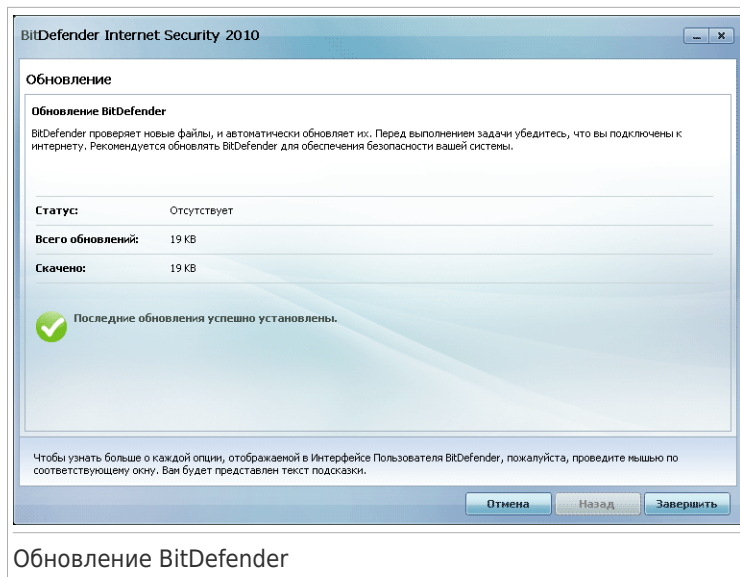 BitDefender Internet Security 2010
Обновление
Обновление BitDefender
BitDefender проверяет новые файлы, и автоматически обновляет их. Перед выполнением задачи убедитесь, что вы подключены к
интернету. Рекомендуется обновлять BitDefender для обеспечения безопасности вашей системы.
Статус: Отсутствует
Всего обновлений: 19 KB
Скачено: 19 KB
Последние обновления успешно установлены.
Чтобы узнать больше о каждой опции, отображаемой в Интерфейсе Пользователя BitDefender, пожалуйста, проведите мышью по
соответствующему окну. Вам будет представлен текст подсказки.
Отмена Назад Завершить
Обновление BitDefender